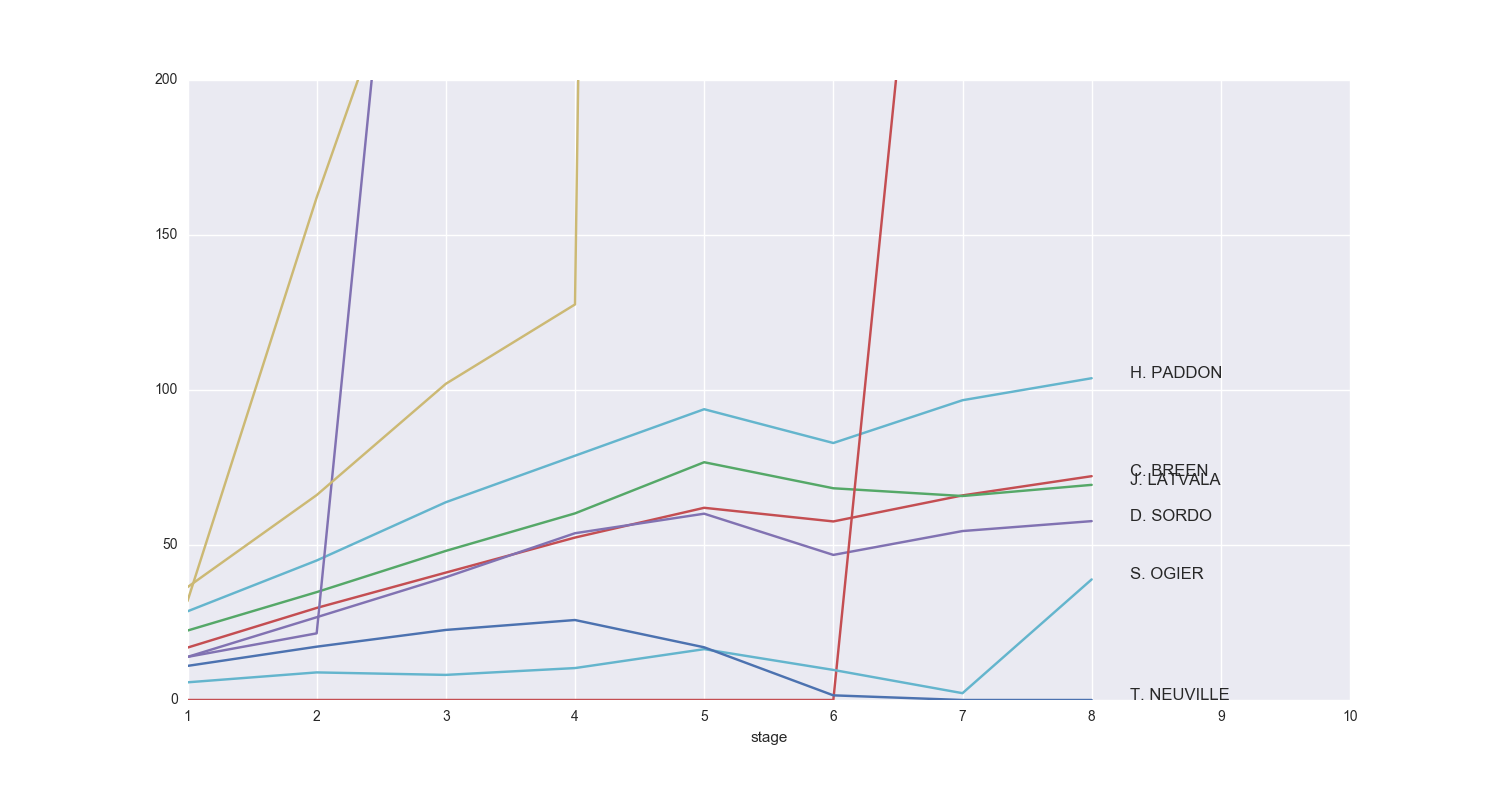 200
150
100
50
0
H. PADDON
C. BREEN
J. LATVALA
D. SORDO
S. OGIER
T. NEUVILLE
1 2 3 4 5 6 7 8 9 10
stage